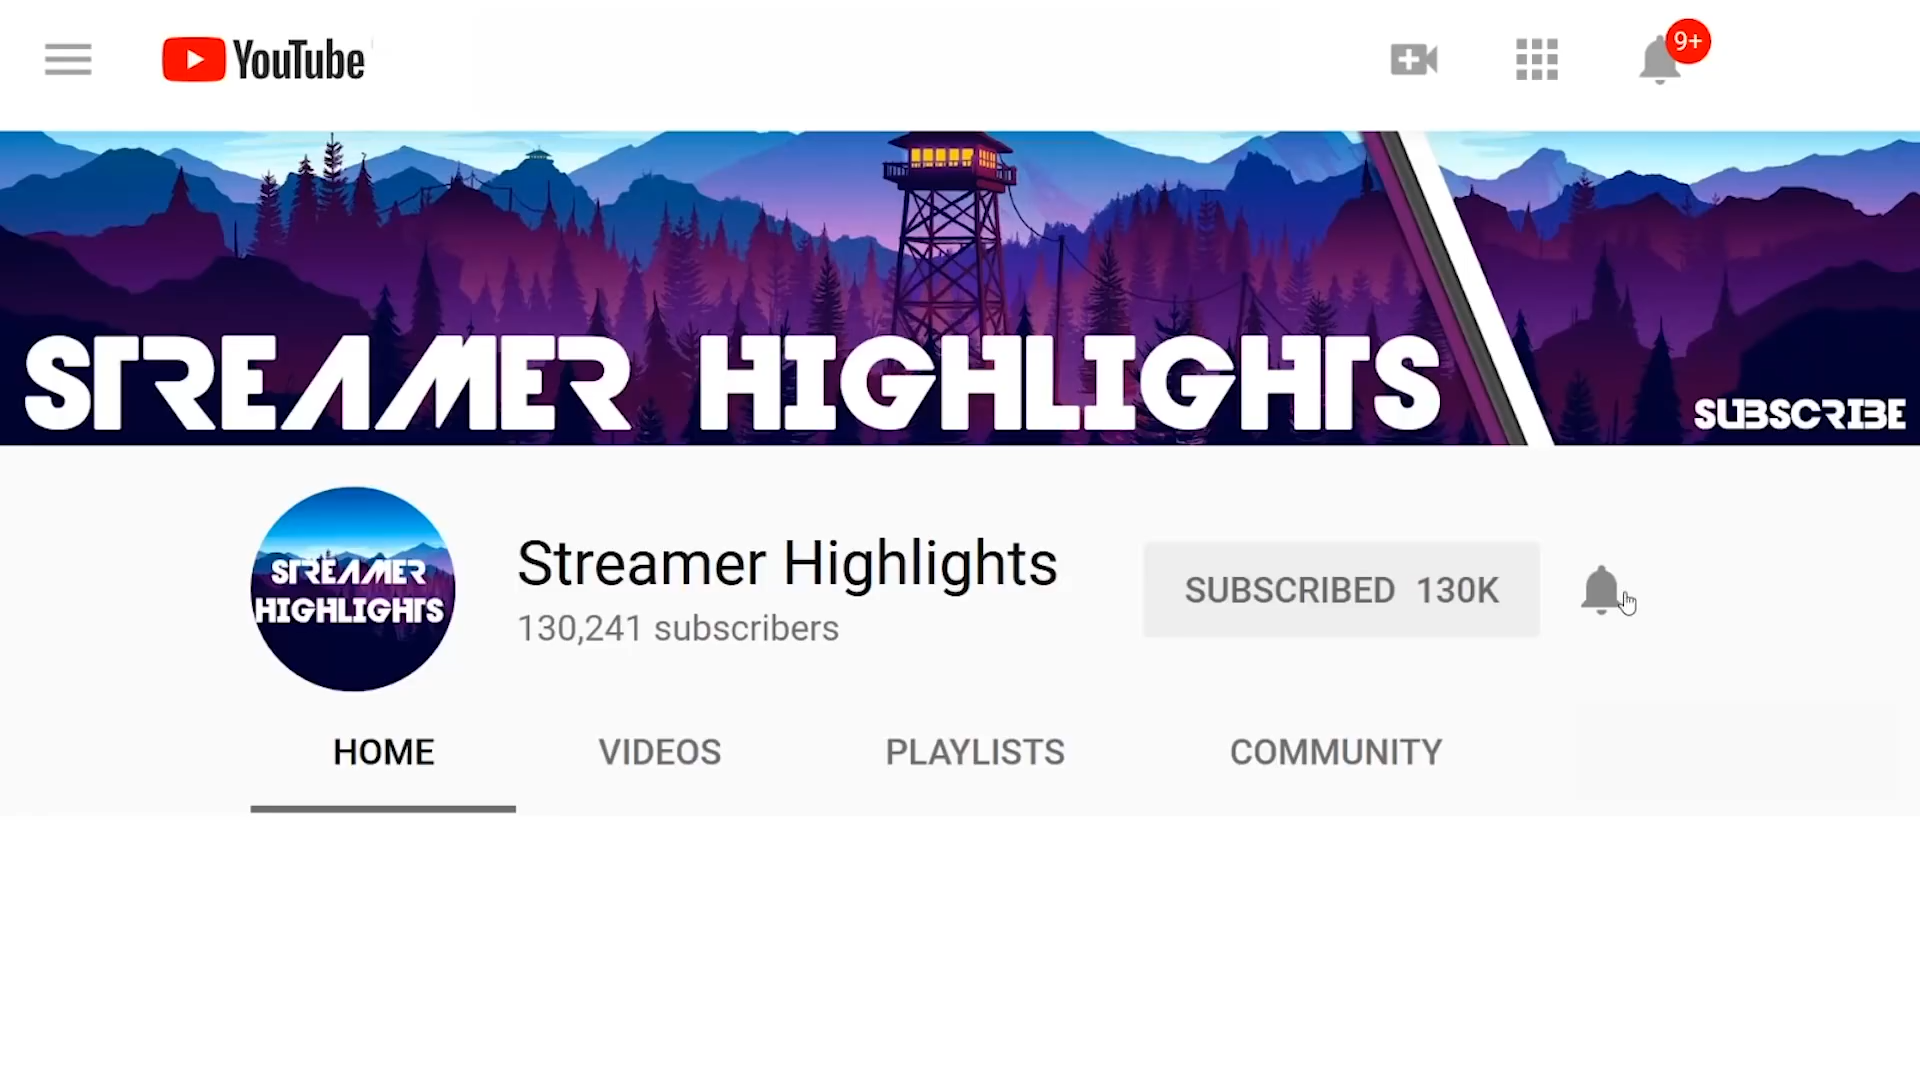 YouTube
9+
STREAMER HIGHLIGHTS
SUBSCRIBE
STREAMER
HIGHLIGHTS
Streamer Highlights
130,241 subscribers
SUBSCRIBED 130K
HOME VIDEOS PLAYLISTS COMMUNITY